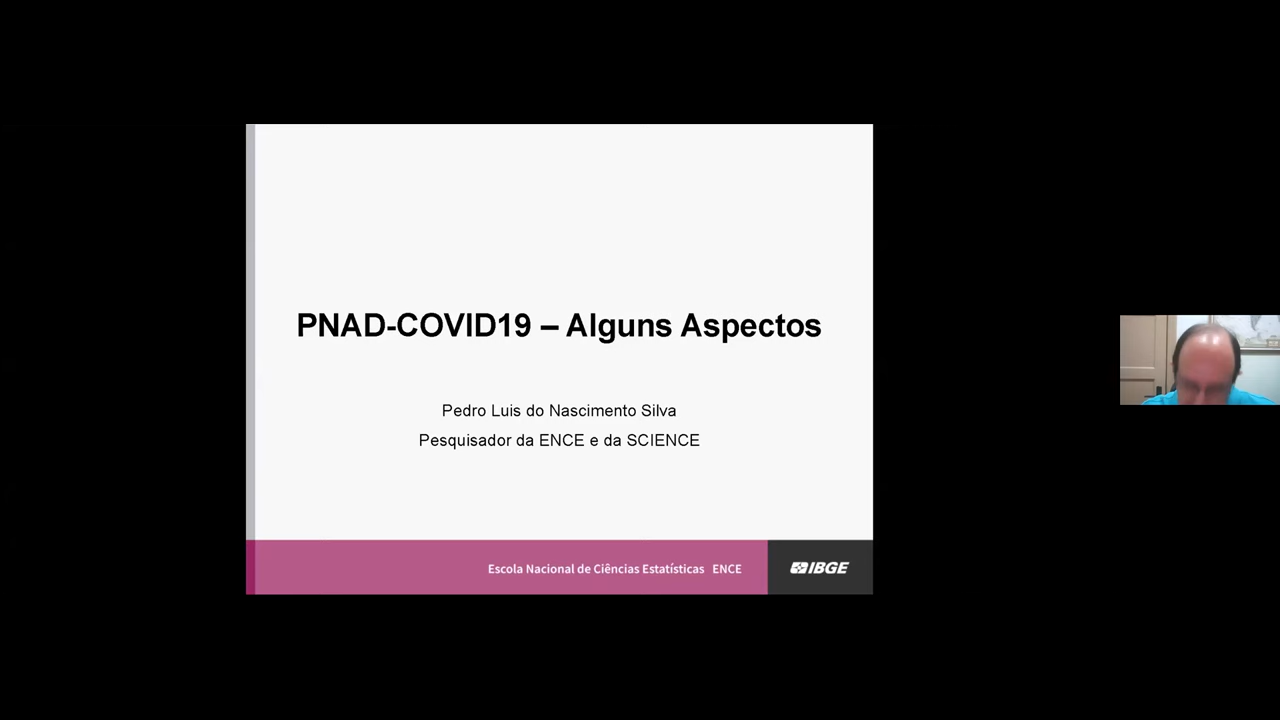 PNAD-COVID19 – Alguns Aspectos
Pedro Luis do Nascimento Silva
Pesquisador da ENCE e da SCIENCE
Escola Nacional de Ciências Estatísticas ENCE
IBGE